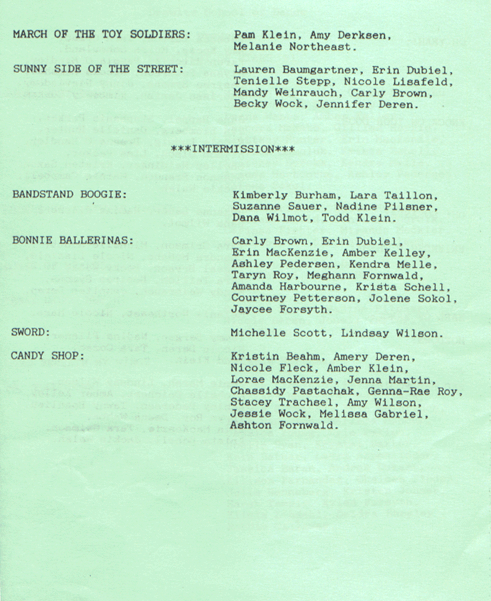 MARCH OF THE TOY SOLDIERS: Pam Klein, Amy Derksen,
Melanie Northeast.
SUNNY SIDE OF THE STREET: Lauren Baumgartner, Erin Dubiel,
Tenielle Stepp, Nicole Lisafeld,
Mandy Weinrauch, Carly Brown,
Becky Wock, Jennifer Deren.
***INTERMISSION***
BANDSTAND BOOGIE: Kimberly Burham, Lara Taillon,
Suzanne Sauer, Nadine Pilsner,
Dana Wilmot, Todd Klein.
BONNIE BALLERINAS: Carly Brown, Erin Dubiel,
Erin MacKenzie, Amber Kelley,
Ashley Pedersen, Kendra Melle,
Taryn Roy, Meghann Fornwald,
Amanda Harbourne, Krista Schell,
Courtney Petterson, Jolene Sokol,
Jaycee Forsyth.
SWORD: Michelle Scott, Lindsay Wilson.
CANDY SHOP: Kristin Beahm, Amery Deren,
Nicole Fleck, Amber Klein,
Lorae MacKenzie, Jenna Martin,
Chassidy Pastachak, Genna-Rae Roy,
Stacey Trachsel, Amy Wilson,
Jessie Wock, Melissa Gabriel,
Ashton Fornwald.